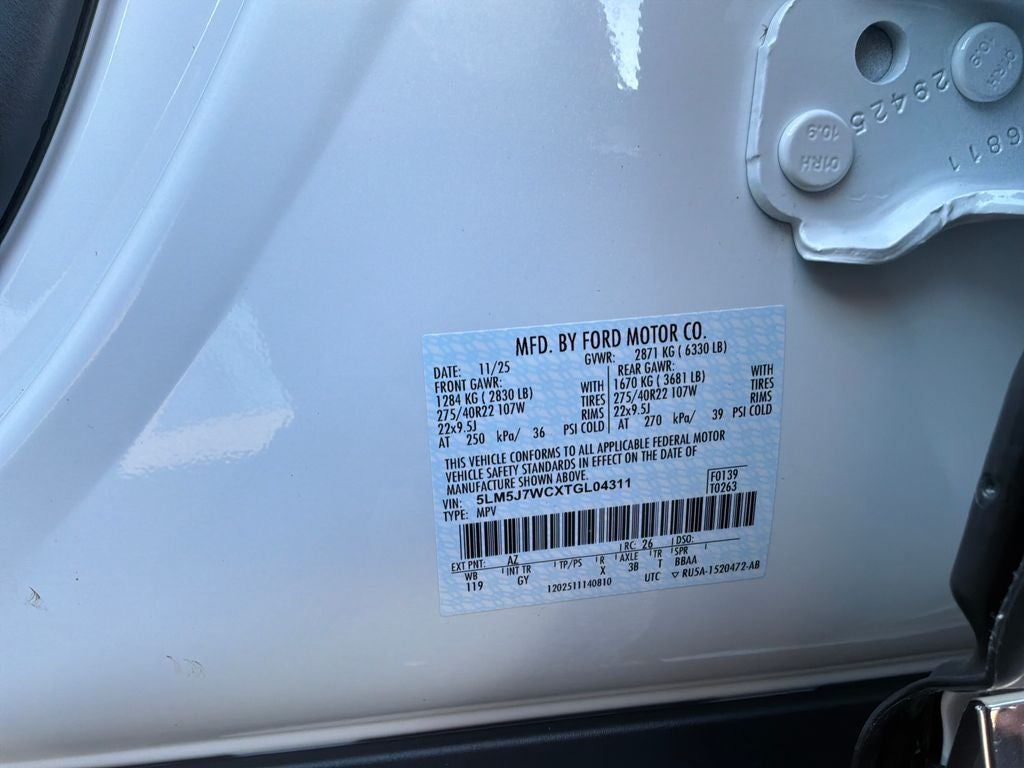 01RH
10.9
29425
6811
01RH
10.9
MFD. BY FORD MOTOR CO.
DATE: 11/25 GVWR: 2871 KG ( 6330 LB)
FRONT GAWR: REAR GAWR:
1284 KG ( 2830 LB) WITH 1670 KG ( 3681 LB) WITH
275/40R22 107W TIRES 275/40R22 107W TIRES
22x9.5J RIMS 22x9.5J RIMS
AT 250 kPa/ 36 PSI COLD AT 270 kPa/ 39 PSI COLD
THIS VEHICLE CONFORMS TO ALL APPLICABLE FEDERAL MOTOR
VEHICLE SAFETY STANDARDS IN EFFECT ON THE DATE OF
MANUFACTURE SHOWN ABOVE.
VIN: 5LM5J7WCXTGL04311 F0139
TYPE: MPV T0263
EXT PNT: AZ RC: 26 DSO:
WB INT TR TP/PS R AXLE TR SPR
119 GY X 3B T BBAA
1202511140810 UTC ▽ RU5A-1520472-AB